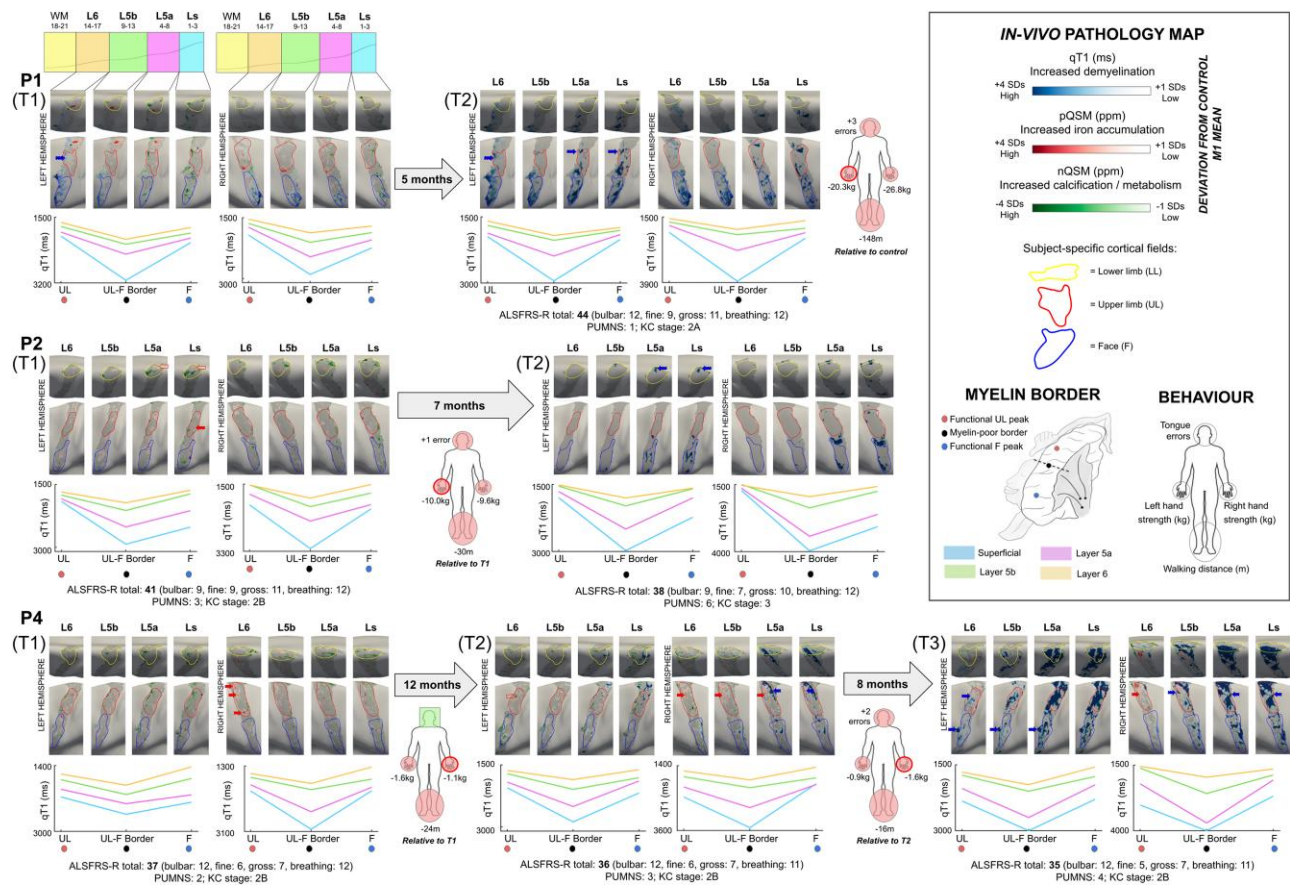 WM L6 L5b L5a Ls WM L6 L5b L5a Ls
18-21 14-17 9-13 4-8 1-3 18-21 14-17 9-13 4-8 1-3
P1
(T1)
LEFT HEMISPHERE
RIGHT HEMISPHERE
5 months
(T2)
L6 L5b L5a Ls L6 L5b L5a Ls
LEFT HEMISPHERE
RIGHT HEMISPHERE
+3
errors
-20.3kg -26.8kg
-148m
Relative to control
1500
qT1 (ms)
3000
UL UL-F Border F
1500
3000
UL UL-F Border F
1500
qT1 (ms)
3000
UL UL-F Border F
1500
3900
UL UL-F Border F
ALSFRS-R total: 44 (bulbar: 12, fine: 9, gross: 11, breathing: 12)
PUMNS: 1; KC stage: 2A
P2
(T1)
L6 L5b L5a Ls L6 L5b L5a Ls
LEFT HEMISPHERE
RIGHT HEMISPHERE
7 months
+1 error
-10.0kg -9.6kg
-30m
Relative to T1
(T2)
L6 L5b L5a Ls L6 L5b L5a Ls
LEFT HEMISPHERE
RIGHT HEMISPHERE
1500
qT1 (ms)
3000
UL UL-F Border F
1500
3300
UL UL-F Border F
1500
qT1 (ms)
3000
UL UL-F Border F
1500
4000
UL UL-F Border F
ALSFRS-R total: 41 (bulbar: 9, fine: 9, gross: 11, breathing: 12)
PUMNS: 3; KC stage: 2B
ALSFRS-R total: 38 (bulbar: 9, fine: 7, gross: 10, breathing: 12)
PUMNS: 6; KC stage: 3
P4
(T1)
L6 L5b L5a Ls L6 L5b L5a Ls
LEFT HEMISPHERE
RIGHT HEMISPHERE
12 months
-1.6kg -1.1kg
-24m
Relative to T1
(T2)
L6 L5b L5a Ls L6 L5b L5a Ls
LEFT HEMISPHERE
RIGHT HEMISPHERE
8 months
+2
errors
-0.9kg -1.6kg
-16m
Relative to T2
(T3)
L6 L5b L5a Ls L6 L5b L5a Ls
LEFT HEMISPHERE
RIGHT HEMISPHERE
1400
qT1 (ms)
3000
UL UL-F Border F
1300
3100
UL UL-F Border F
1500
qT1 (ms)
3000
UL UL-F Border F
1500
3600
UL UL-F Border F
1500
qT1 (ms)
3000
UL UL-F Border F
1500
4000
UL UL-F Border F
ALSFRS-R total: 37 (bulbar: 12, fine: 6, gross: 7, breathing: 12)
PUMNS: 2; KC stage: 2B
ALSFRS-R total: 36 (bulbar: 12, fine: 6, gross: 7, breathing: 11)
PUMNS: 3; KC stage: 2B
ALSFRS-R total: 35 (bulbar: 12, fine: 5, gross: 7, breathing: 11)
PUMNS: 4; KC stage: 2B
IN-VIVO PATHOLOGY MAP
qT1 (ms)
Increased demyelination
+4 SDs
High
+1 SDs
Low
pQSM (ppm)
Increased iron accumulation
+4 SDs
High
+1 SDs
Low
nQSM (ppm)
Increased calcification / metabolism
-4 SDs
High
-1 SDs
Low
DEVIATION FROM CONTROL
M1 MEAN
Subject-specific cortical fields:
= Lower limb (LL)
= Upper limb (UL)
= Face (F)
MYELIN BORDER
Functional UL peak
Myelin-poor border
Functional F peak
Superficial
Layer 5a
Layer 5b
Layer 6
BEHAVIOUR
Tongue
errors
Left hand
strength (kg)
Right hand
strength (kg)
Walking distance (m)